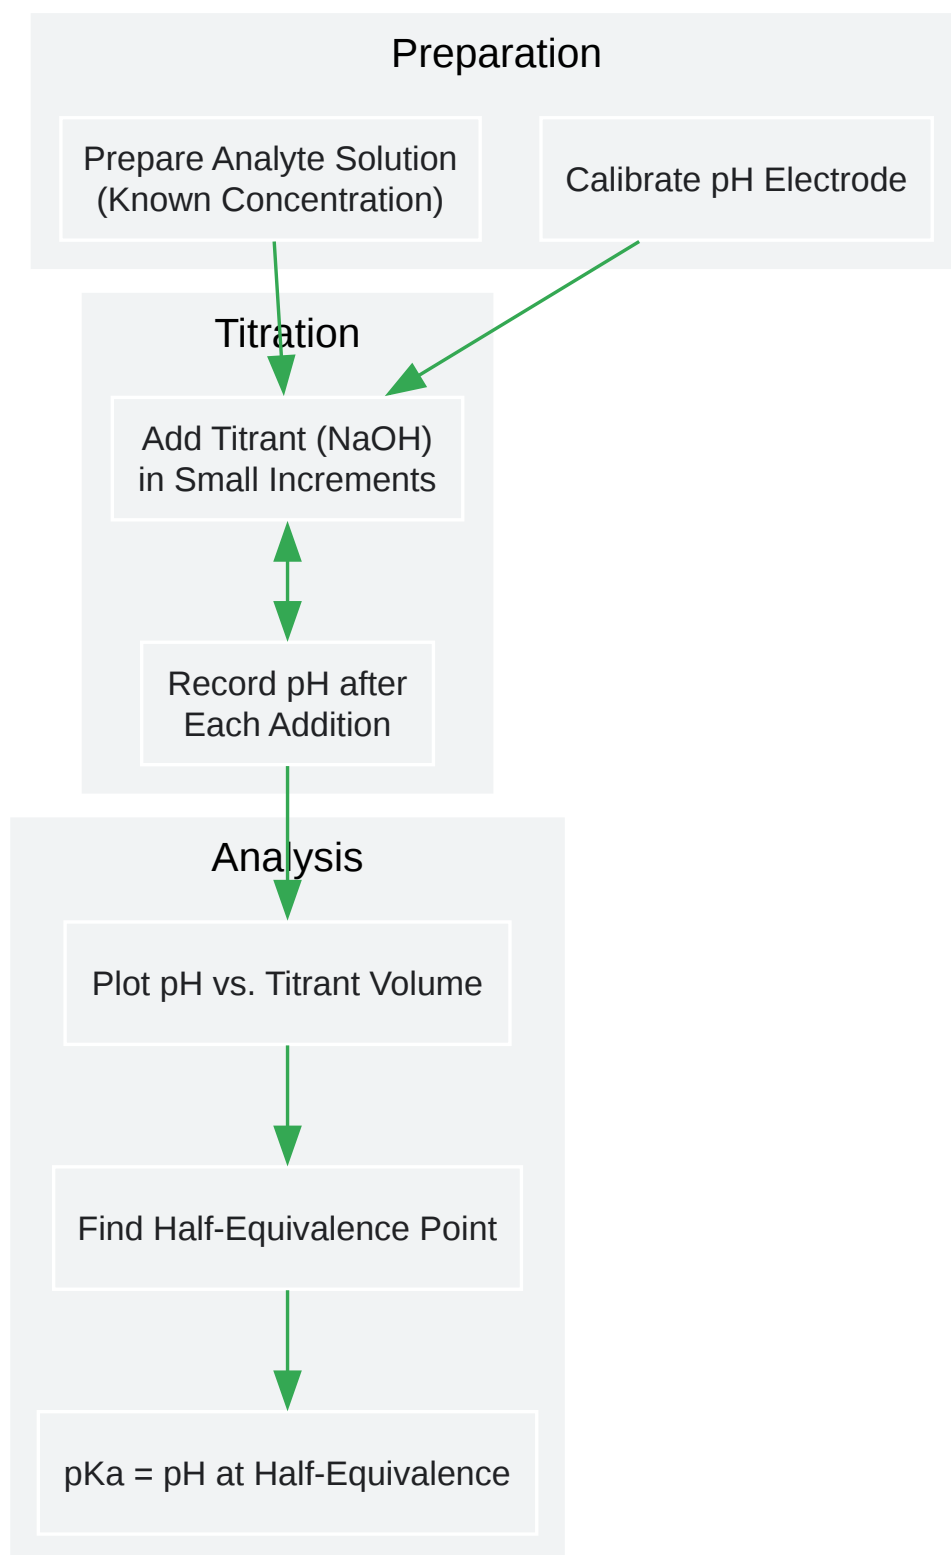 Preparation
Prepare Analyte Solution
(Known Concentration)
Calibrate pH Electrode
Titration
Add Titrant (NaOH)
in Small Increments
Record pH after
Each Addition
Analysis
Plot pH vs. Titrant Volume
Find Half-Equivalence Point
pKa = pH at Half-Equivalence